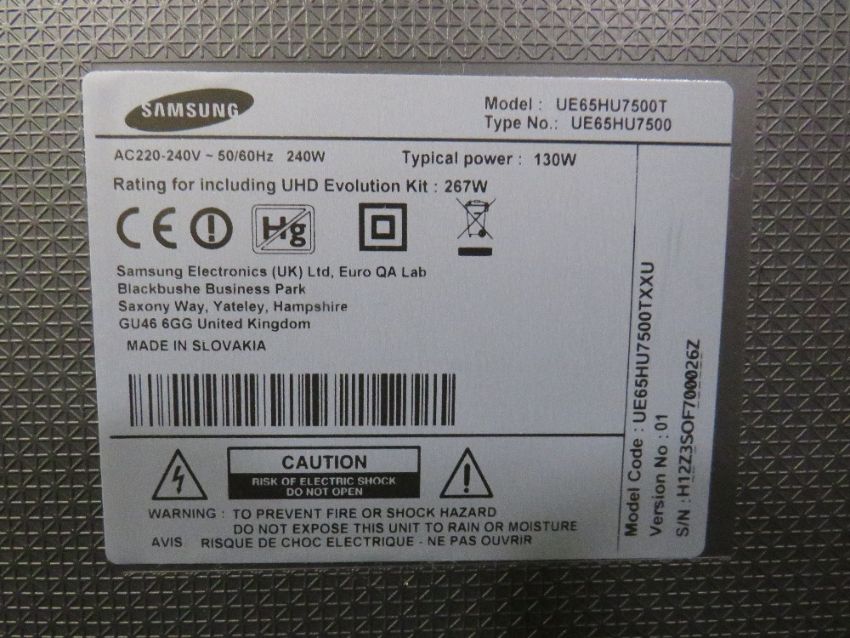 SAMSUNG
Model : UE65HU7500T
Type No.: UE65HU7500
AC220-240V ~ 50/60Hz 240W Typical power : 130W
Rating for including UHD Evolution Kit : 267W
CE Hg
Samsung Electronics (UK) Ltd, Euro QA Lab
Blackbushe Business Park
Saxony Way, Yateley, Hampshire
GU46 6GG United Kingdom
MADE IN SLOVAKIA
CAUTION
RISK OF ELECTRIC SHOCK
DO NOT OPEN
WARNING : TO PREVENT FIRE OR SHOCK HAZARD
DO NOT EXPOSE THIS UNIT TO RAIN OR MOISTURE
AVIS RISQUE DE CHOC ELECTRIQUE - NE PAS OUVRIR
Model Code : UE65HU7500TXXU
Version No : 01
S/N : H12Z3SOF700026Z